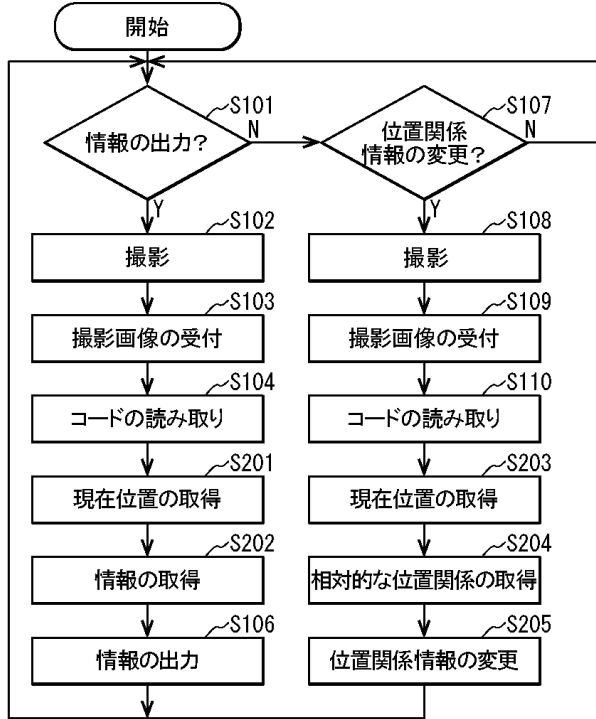 開始
S101
情報の出力?
N
Y
S102
撮影
S103
撮影画像の受付
S104
コードの読み取り
S201
現在位置の取得
S202
情報の取得
S106
情報の出力
S107
位置関係
情報の変更?
N
Y
S108
撮影
S109
撮影画像の受付
S110
コードの読み取り
S203
現在位置の取得
S204
相対的な位置関係の取得
S205
位置関係情報の変更